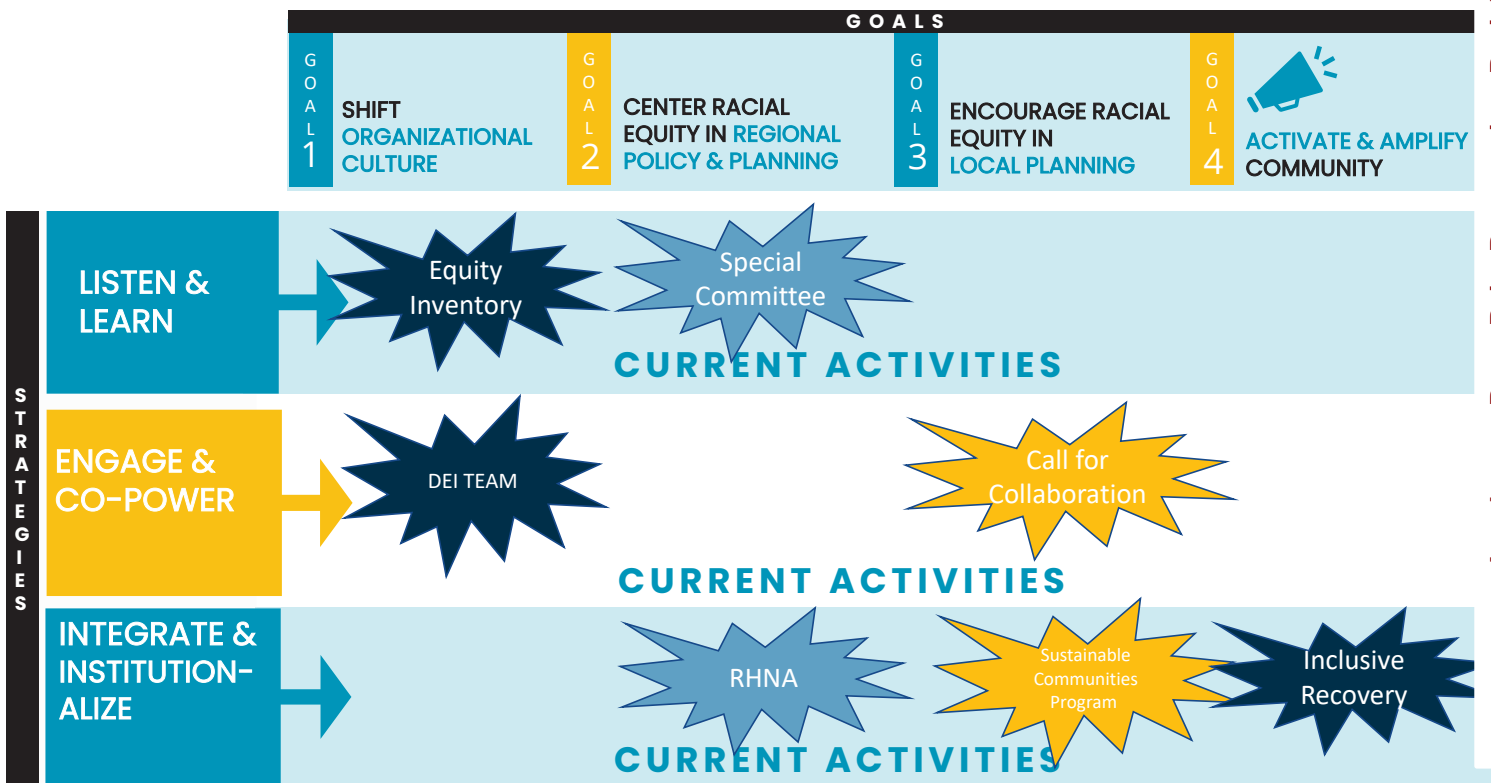 GOALS
GOAL 1
SHIFT
ORGANIZATIONAL
CULTURE
GOAL 2
CENTER RACIAL
EQUITY IN REGIONAL
POLICY & PLANNING
GOAL 3
ENCOURAGE RACIAL
EQUITY IN
LOCAL PLANNING
GOAL 4
ACTIVATE & AMPLIFY
COMMUNITY
STRATEGIES
LISTEN &
LEARN
Equity
Inventory
Special
Committee
CURRENT ACTIVITIES
ENGAGE &
CO-POWER
DEI TEAM
Call for
Collaboration
CURRENT ACTIVITIES
INTEGRATE &
INSTITUTION-
ALIZE
RHNA
Sustainable
Communities
Program
Inclusive
Recovery
CURRENT ACTIVITIES